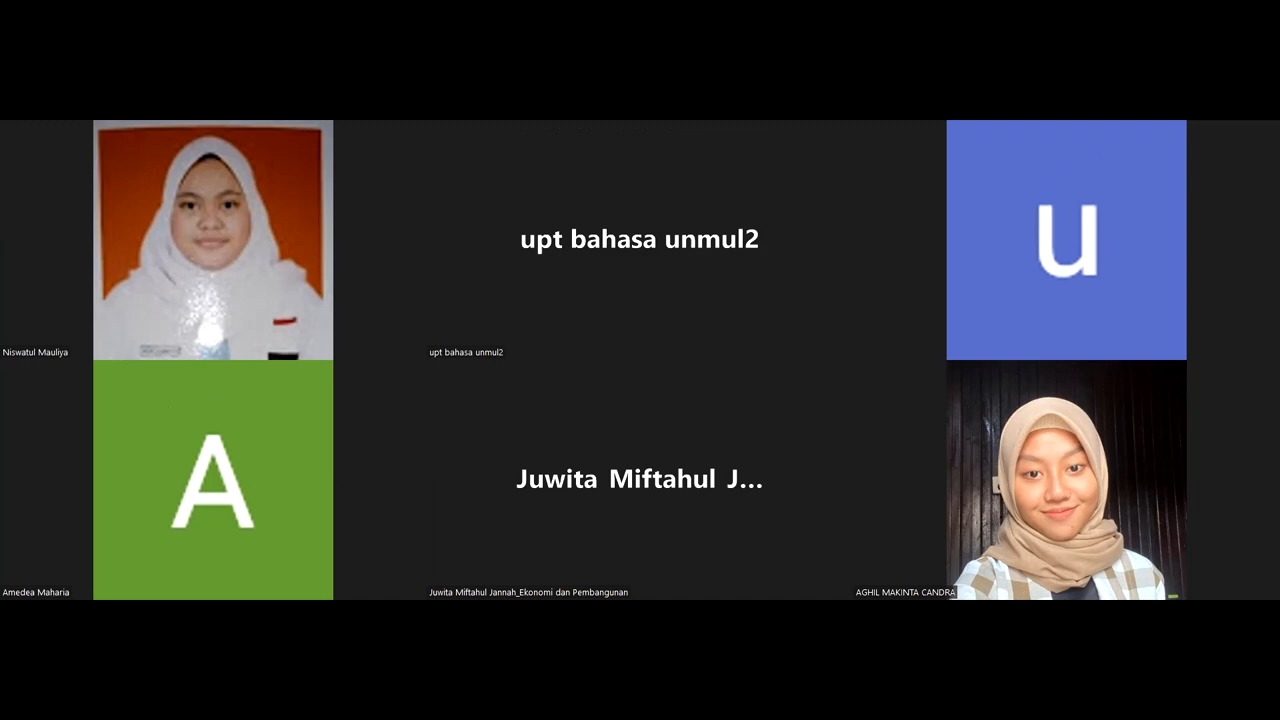 upt bahasa unmul2
u
Niswatul Mauliya
upt bahasa unmul2
A
Juwita Miftahul J...
Amedea Maharia
Juwita Miftahul Jannah_Ekonomi dan Pembangunan
AGHIL MAKINTA CANDRA